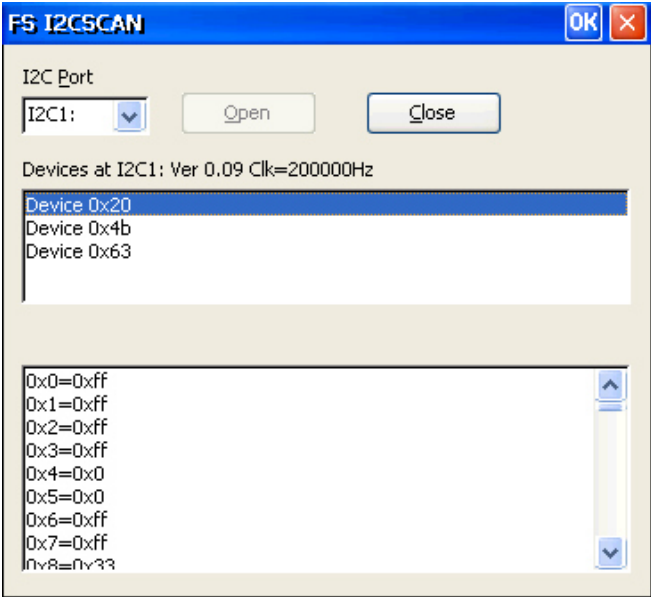 FS I2CSCAN OK
I2C Port
I2C1: Open Close
Devices at I2C1: Ver 0.09 Clk=200000Hz
Device 0x20
Device 0x4b
Device 0x63
0x0=0xff
0x1=0xff
0x2=0xff
0x3=0xff
0x4=0x0
0x5=0x0
0x6=0xff
0x7=0xff
0x8=0x33